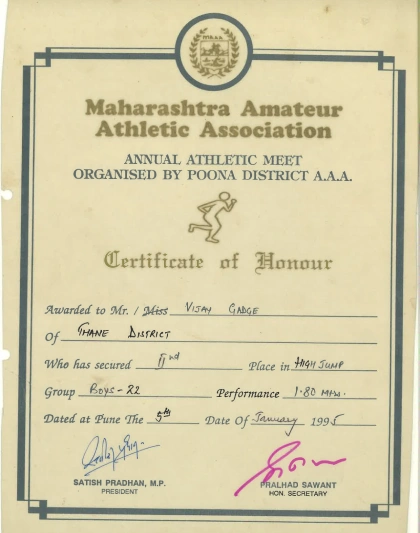 M.A.A.A.
Maharashtra Amateur
Athletic Association
ANNUAL ATHLETIC MEET
ORGANISED BY POONA DISTRICT A.A.A.
Certificate of Honour
Awarded to Mr. / Miss VIJAY GADGE
Of THANE DISTRICT
Who has secured IInd Place in HIGH JUMP
Group BOYS-22 Performance 1.80 Mtrs.
Dated at Pune The 5th Date Of January 1995
SATISH PRADHAN, M.P. PRALHAD SAWANT
PRESIDENT HON. SECRETARY